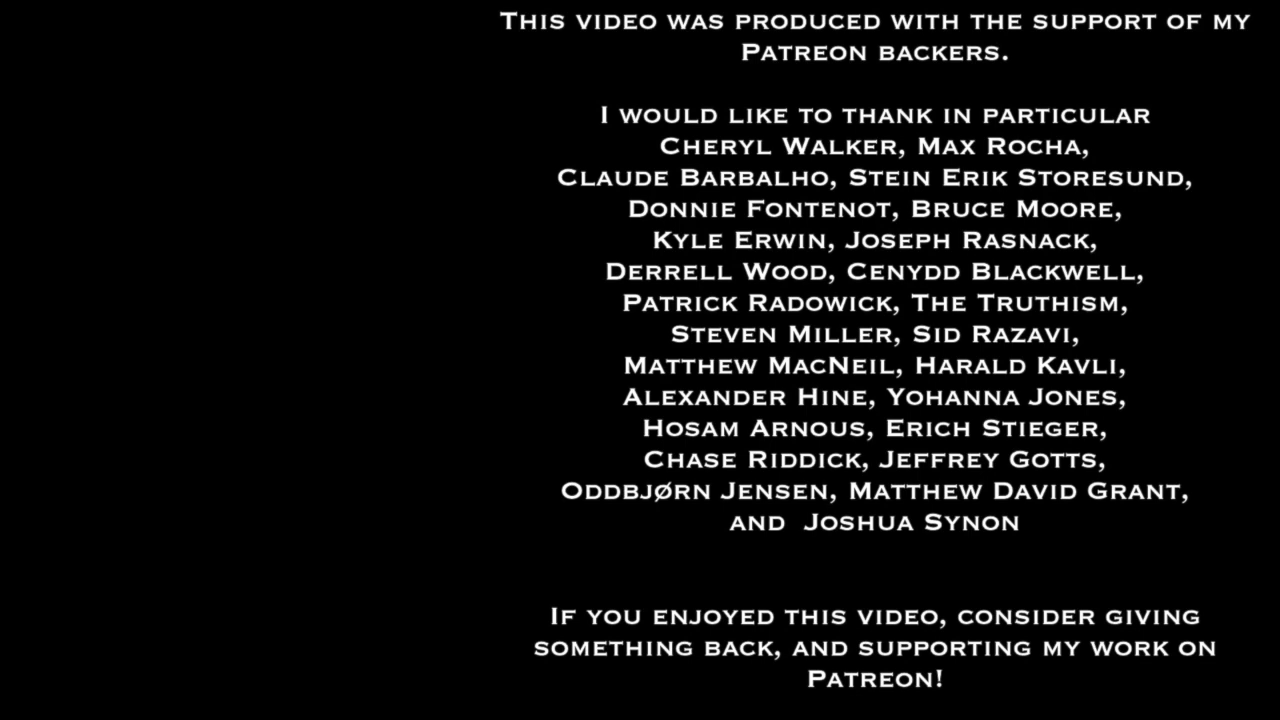 This video was produced with the support of my
Patreon backers.
I would like to thank in particular
Cheryl Walker, Max Rocha,
Claude Barbalho, Stein Erik Storesund,
Donnie Fontenot, Bruce Moore,
Kyle Erwin, Joseph Rasnack,
Derrell Wood, Cenydd Blackwell,
Patrick Radowick, The Truthism,
Steven Miller, Sid Razavi,
Matthew MacNeil, Harald Kavli,
Alexander Hine, Yohanna Jones,
Hosam Arnous, Erich Stieger,
Chase Riddick, Jeffrey Gotts,
Oddbjørn Jensen, Matthew David Grant,
and Joshua Synon
If you enjoyed this video, consider giving
something back, and supporting my work on
Patreon!